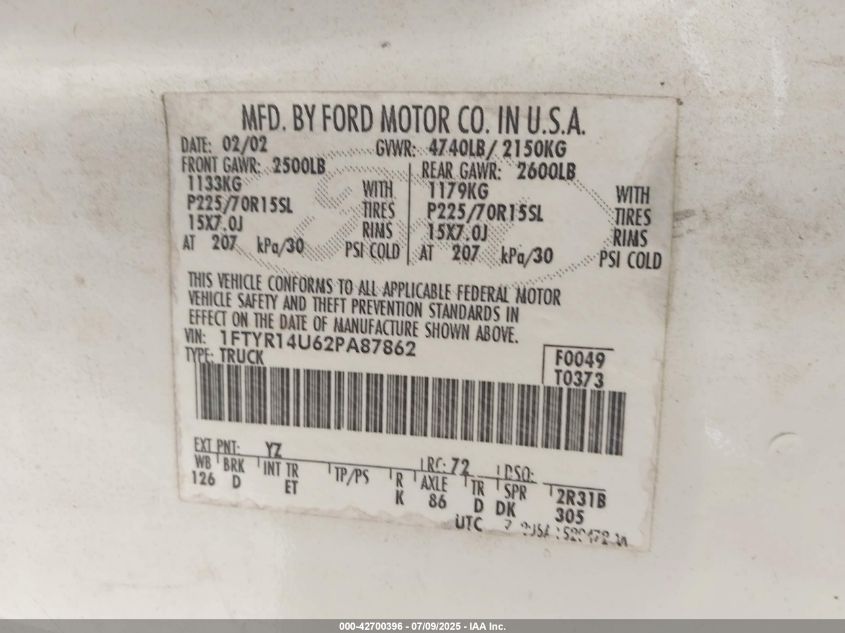 MFD. BY FORD MOTOR CO. IN U.S.A.
DATE: 02/02 GVWR: 4740LB/ 2150KG
FRONT GAWR: 2500LB REAR GAWR: 2600LB
1133KG WITH 1179KG WITH
P225/70R15SL TIRES P225/70R15SL TIRES
15X7.0J RIMS 15X7.0J RIMS
AT 207 kPa/30 PSI COLD AT 207 kPa/30 PSI COLD
THIS VEHICLE CONFORMS TO ALL APPLICABLE FEDERAL MOTOR
VEHICLE SAFETY AND THEFT PREVENTION STANDARDS IN
EFFECT ON THE DATE OF MANUFACTURE SHOWN ABOVE.
VIN: 1FTYR14U62PA87862
TYPE: TRUCK
F0049
T0373
EXT PNT: YZ RC: 72 DSO:
WB BRK INT TR TP/PS R AXLE TR SPR 2R31B
126 D ET K 86 D DK 305
UTC
000-42700396 - 07/09/2025 - IAA Inc.